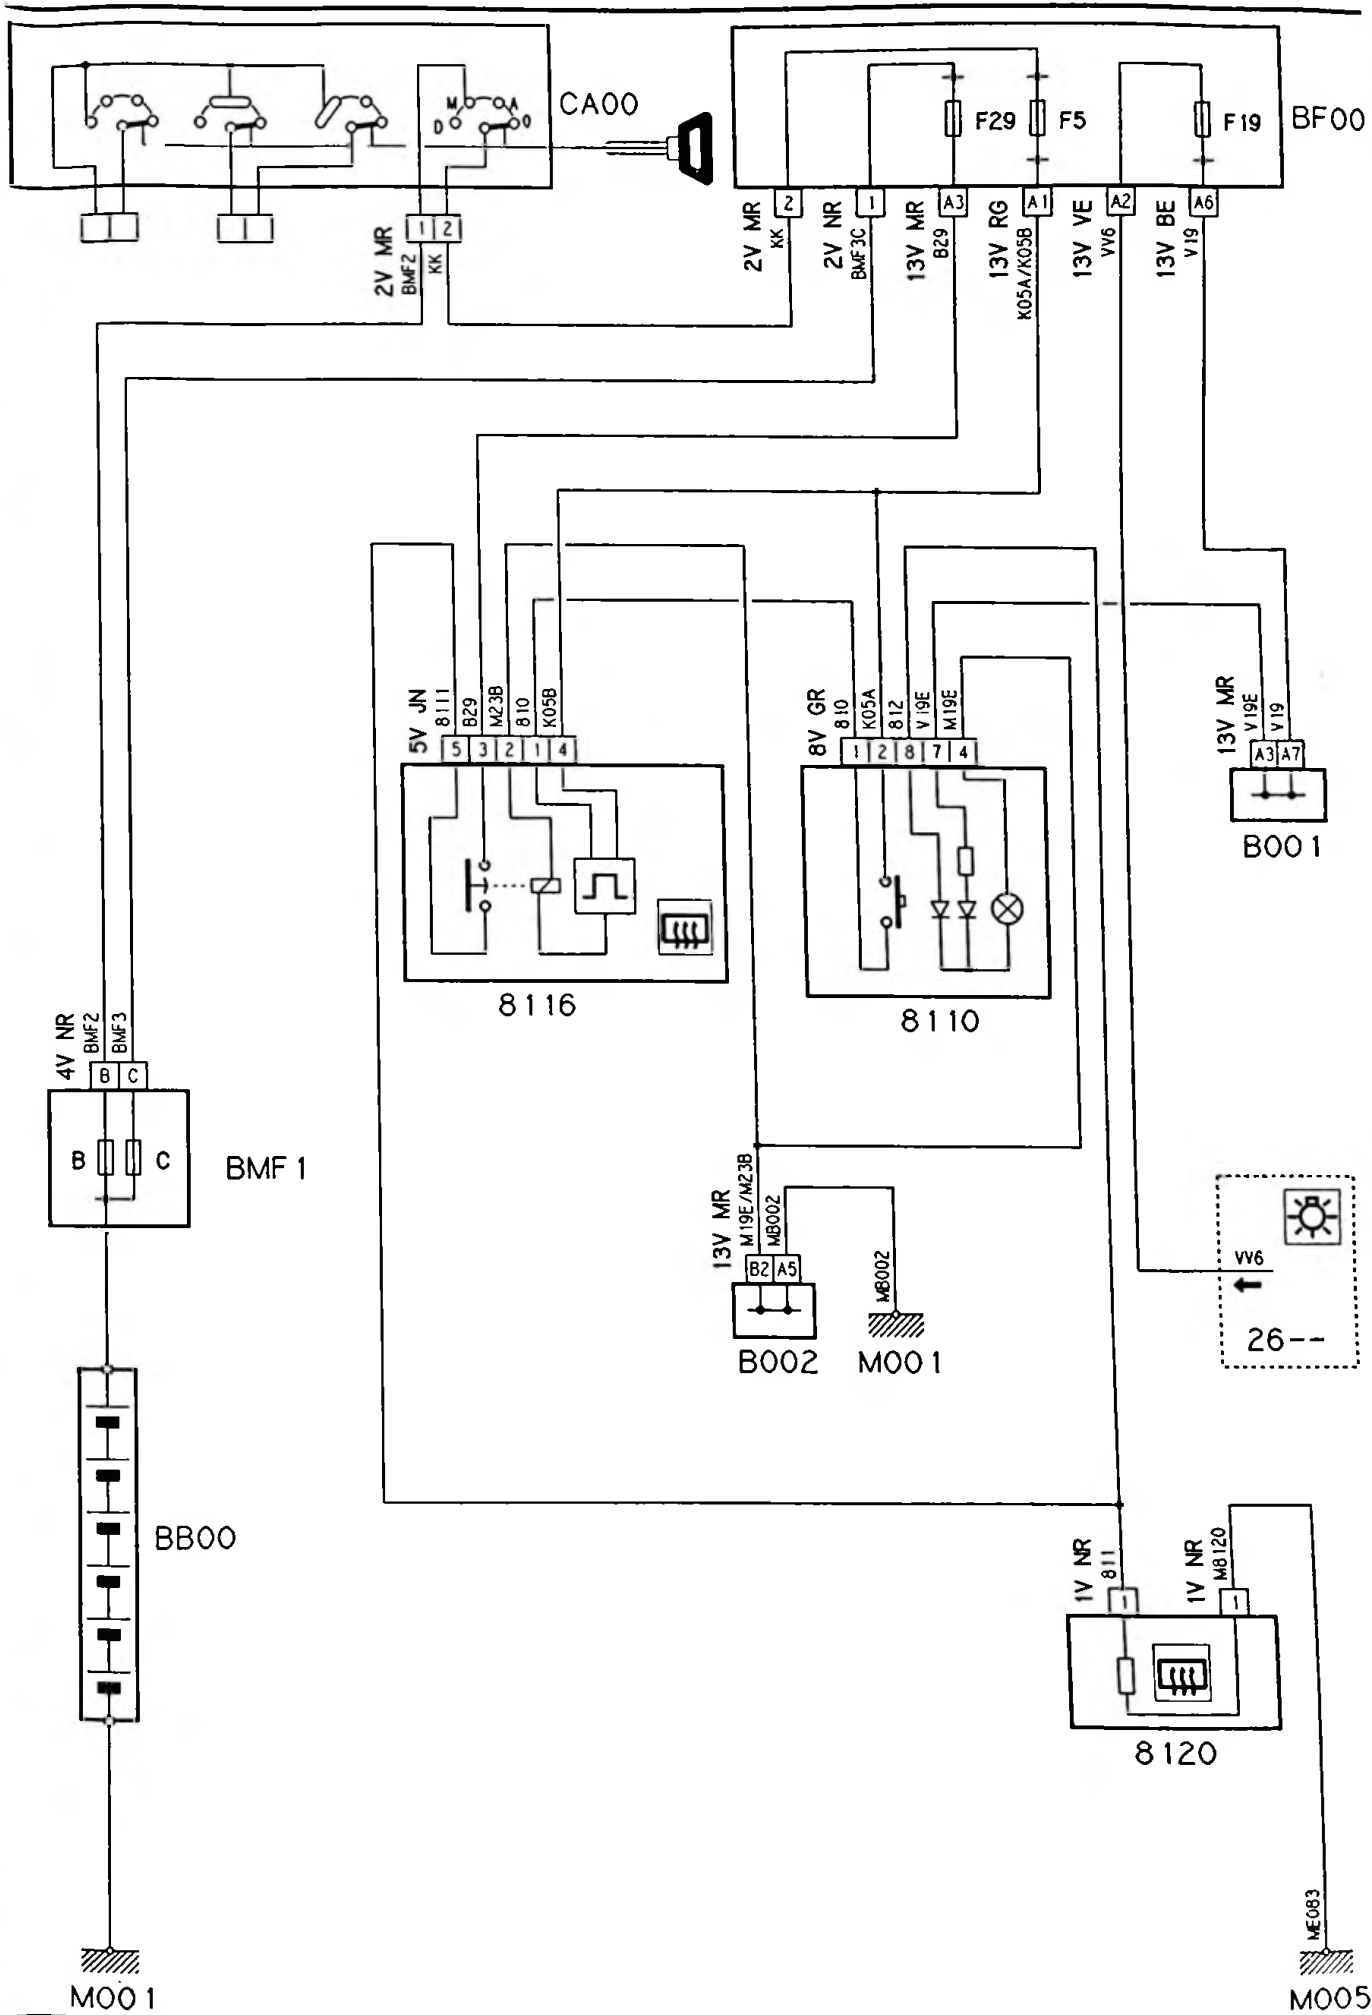 CA00
M
A
D
O
1 2
2V MR
BMF2
KK
F29
F5
F19
BF00
2
1
A3
A1
A2
A6
2V MR
KK
2V NR
BMF3C
13V MR
B29
13V RG
K05A/K05B
13V VE
VV6
13V BE
V19
5V JN
8111
B29
M23B
810
K05B
5 3 2 1 4
8116
8V GR
810
K05A
812
V19E
M19E
1 2 8 7 4
8110
13V MR
V19E
V19
A3 A7
B001
4V NR
BMF2
BMF3
B C
B C
BMF1
13V MR
M19E/M23B
MB002
B2 A5
B002
MB002
M001
VV6
26--
BB00
1V NR
811
1
1V NR
M8120
1
8120
ME083
M001
M005